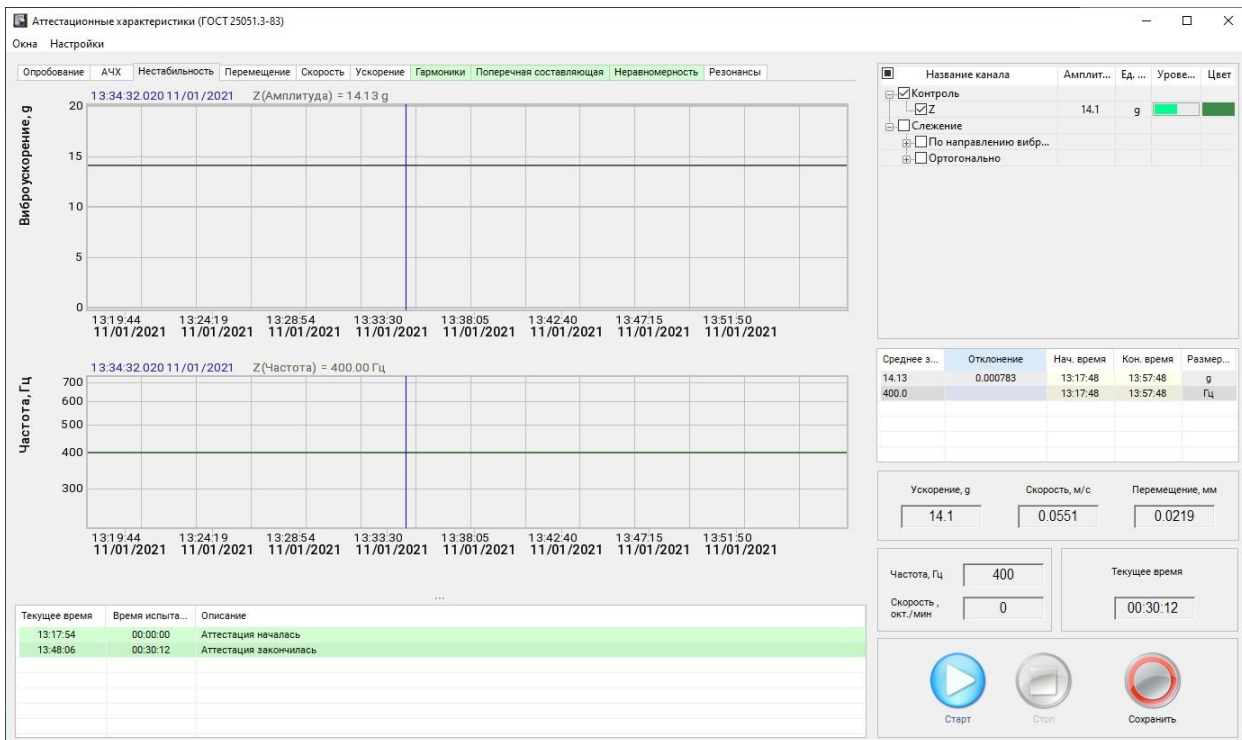 Аттестационные характеристики (ГОСТ 25051.3-83)
Окна Настройки
Опробование АЧХ Нестабильность Перемещение Скорость Ускорение Гармоники Поперечная составляющая Неравномерность Резонансы
13:34:32.020 11/01/2021 Z(Амплитуда) = 14.13 g
Виброускорение, g
20
15
10
5
0
13:19:44 13:24:19 13:28:54 13:33:30 13:38:05 13:42:40 13:47:15 13:51:50
11/01/2021 11/01/2021 11/01/2021 11/01/2021 11/01/2021 11/01/2021 11/01/2021 11/01/2021
13:34:32.020 11/01/2021 Z(Частота) = 400.00 Гц
Частота, Гц
700
600
500
400
300
13:19:44 13:24:19 13:28:54 13:33:30 13:38:05 13:42:40 13:47:15 13:51:50
11/01/2021 11/01/2021 11/01/2021 11/01/2021 11/01/2021 11/01/2021 11/01/2021 11/01/2021
...
Текущее время Время испыта... Описание
13:17:54 00:00:00 Аттестация началась
13:48:06 00:30:12 Аттестация закончилась
Название канала Амплит... Ед. ... Урове... Цвет
Контроль
Z 14.1 g
Слежение
По направлению вибр...
Ортогонально
Среднее з... Отклонение Нач. время Кон. время Размер...
14.13 0.000783 13:17:48 13:57:48 g
400.0 13:17:48 13:57:48 Гц
Ускорение, g Скорость, м/с Перемещение, мм
14.1 0.0551 0.0219
Частота, Гц 400
Скорость, окт./мин 0
Текущее время
00:30:12
Старт Стоп Сохранить